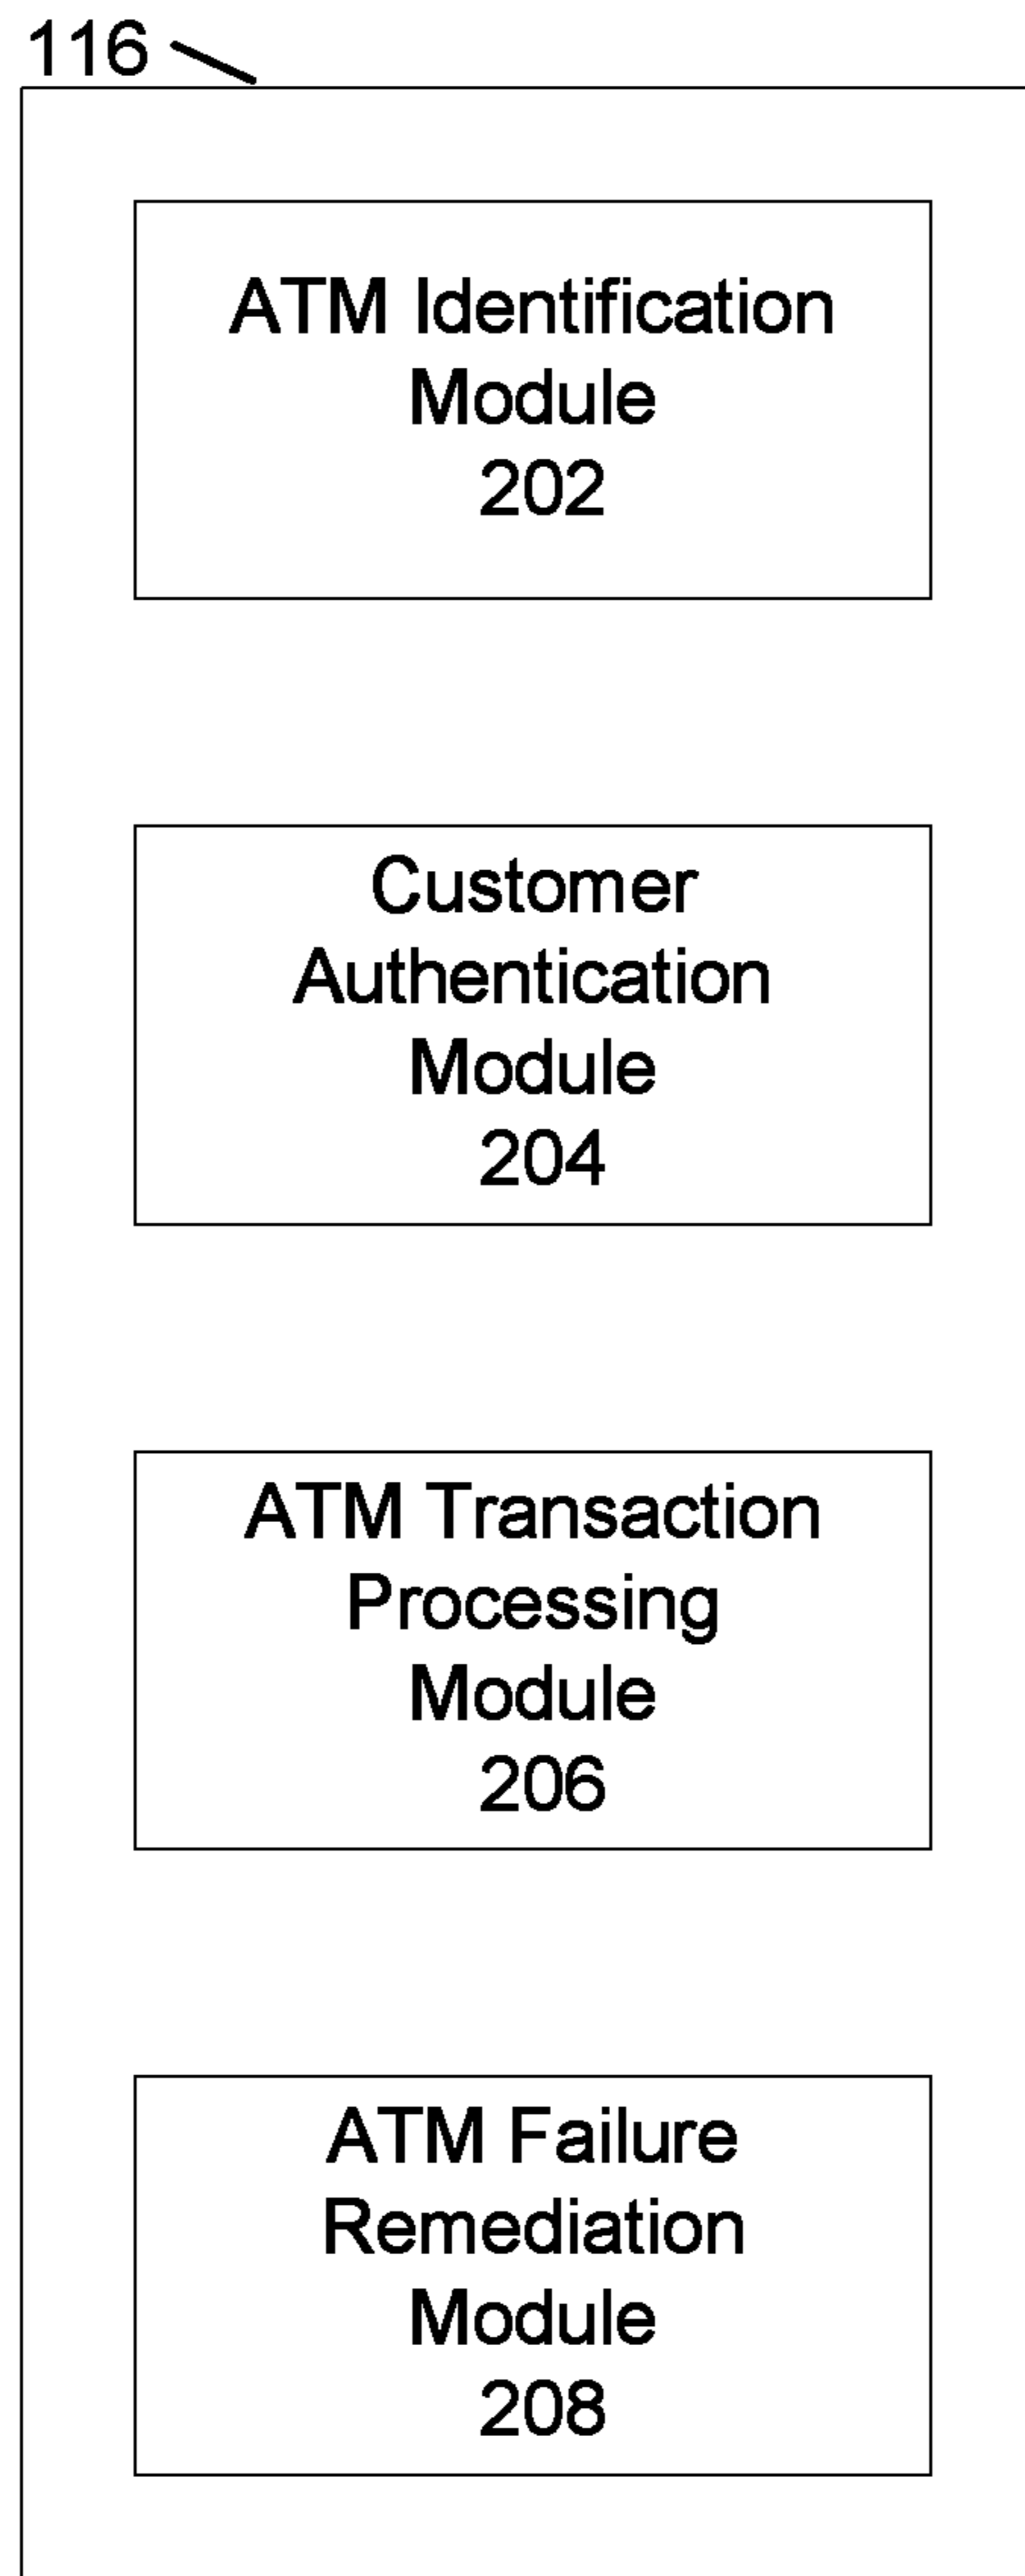 116
ATM Identification
Module
202
Customer
Authentication
Module
204
ATM Transaction
Processing
Module
206
ATM Failure
Remediation
Module
208